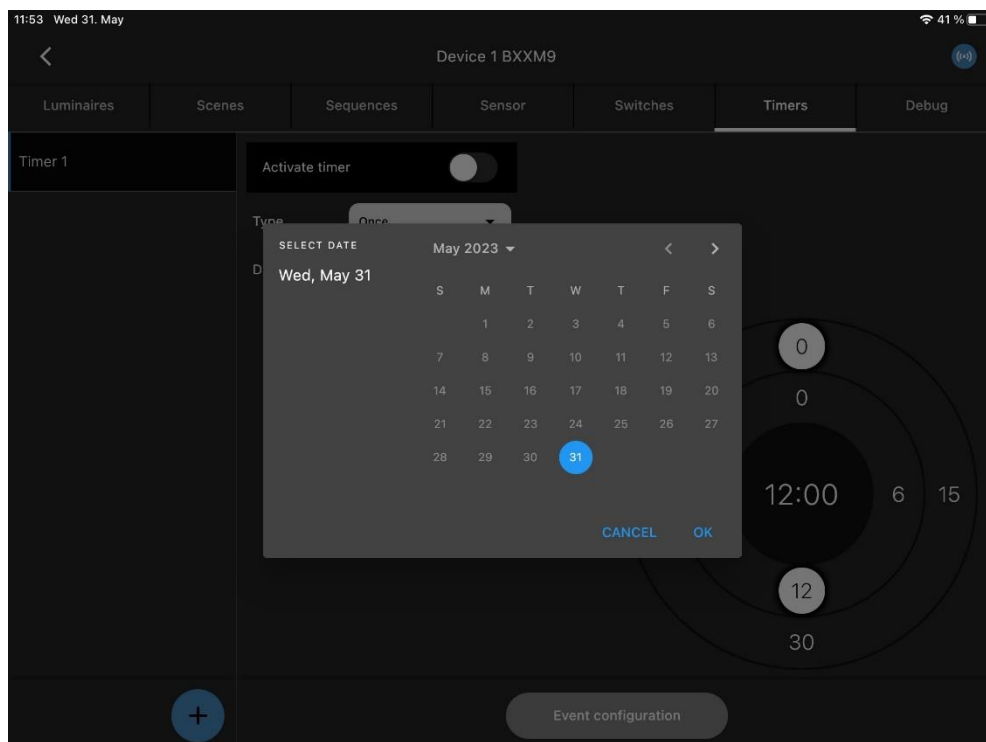 11:53 Wed 31. May 41 %
Device 1 BXXM9
Luminaires Scenes Sequences Sensor Switches Timers Debug
Timer 1
Activate timer
Type Once
D
SELECT DATE
Wed, May 31
May 2023
S M T W T F S
1 2 3 4 5 6
7 8 9 10 11 12 13
14 15 16 17 18 19 20
21 22 23 24 25 26 27
28 29 30 31
CANCEL OK
0
0
12:00 6 15
12
30
Event configuration